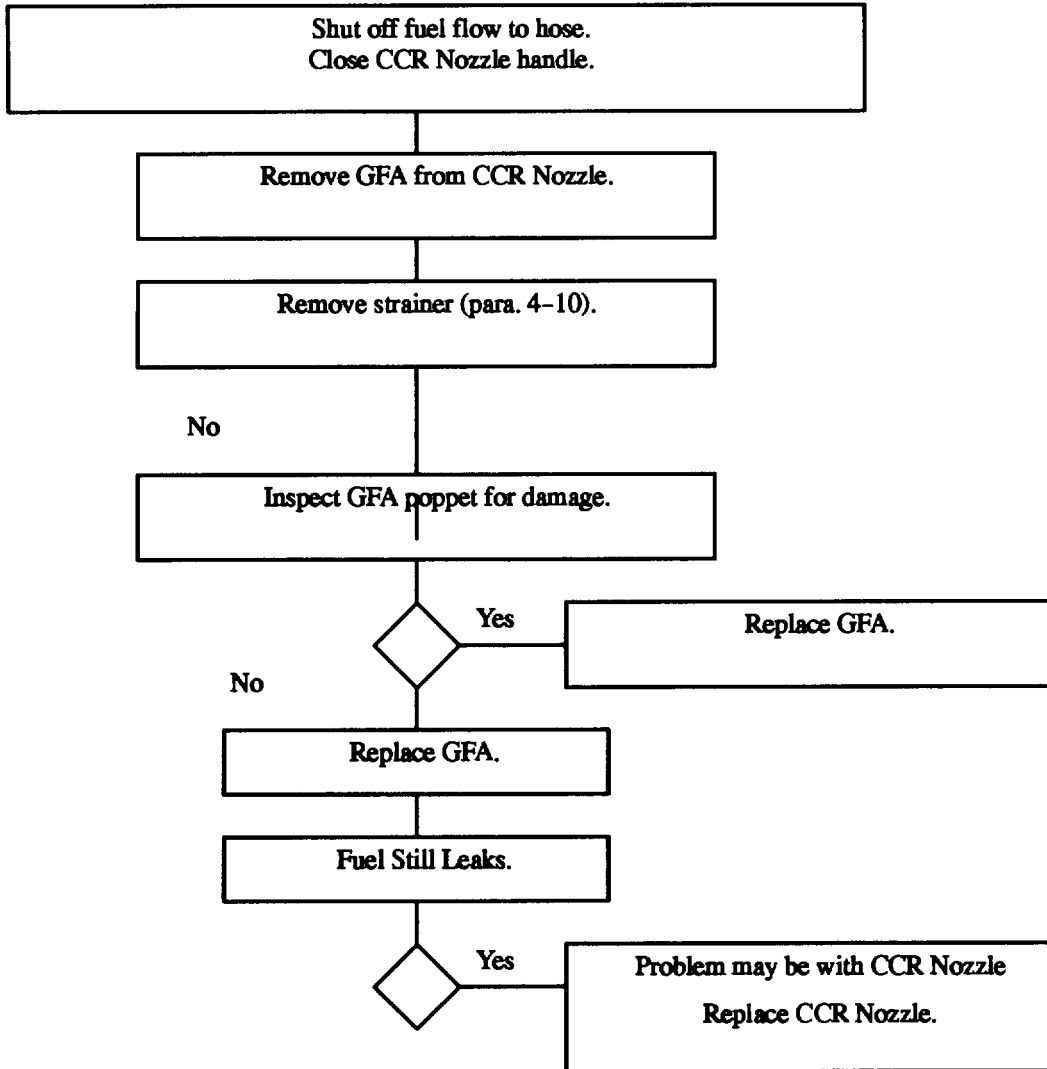 Shut off fuel flow to hose.
Close CCR Nozzle handle.
Remove GFA from CCR Nozzle.
Remove strainer (para. 4–10).
No
Inspect GFA poppet for damage.
Yes
Replace GFA.
No
Replace GFA.
Fuel Still Leaks.
Yes
Problem may be with CCR Nozzle
Replace CCR Nozzle.